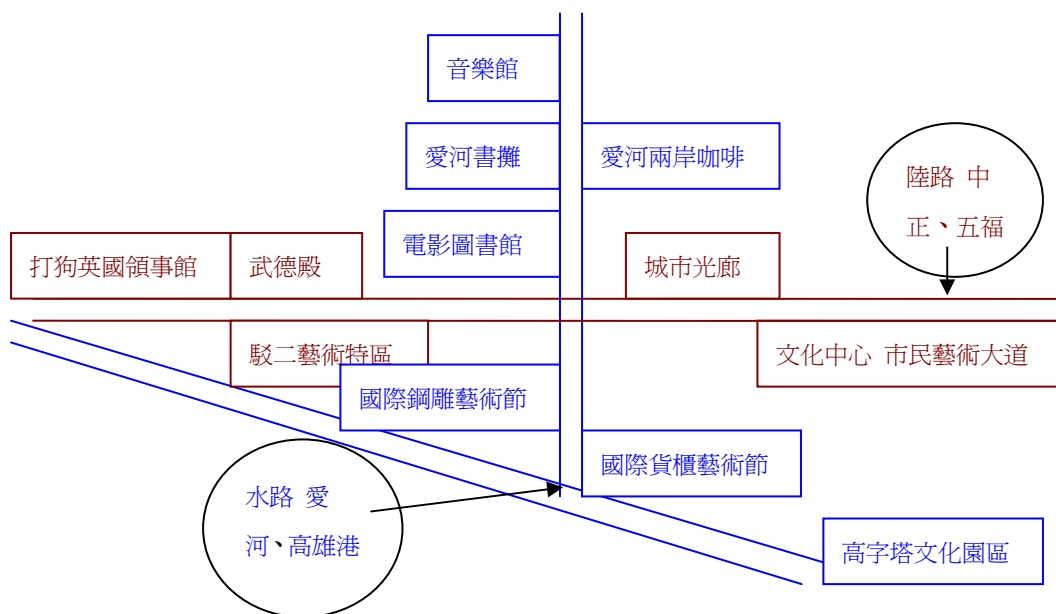 音樂館
愛河書攤
愛河兩岸咖啡
陸路 中
正、五福
電影圖書館
打狗英國領事館
武德殿
城市光廊
駁二藝術特區
文化中心 市民藝術大道
國際鋼雕藝術節
國際貨櫃藝術節
水路 愛
河、高雄港
高字塔文化園區